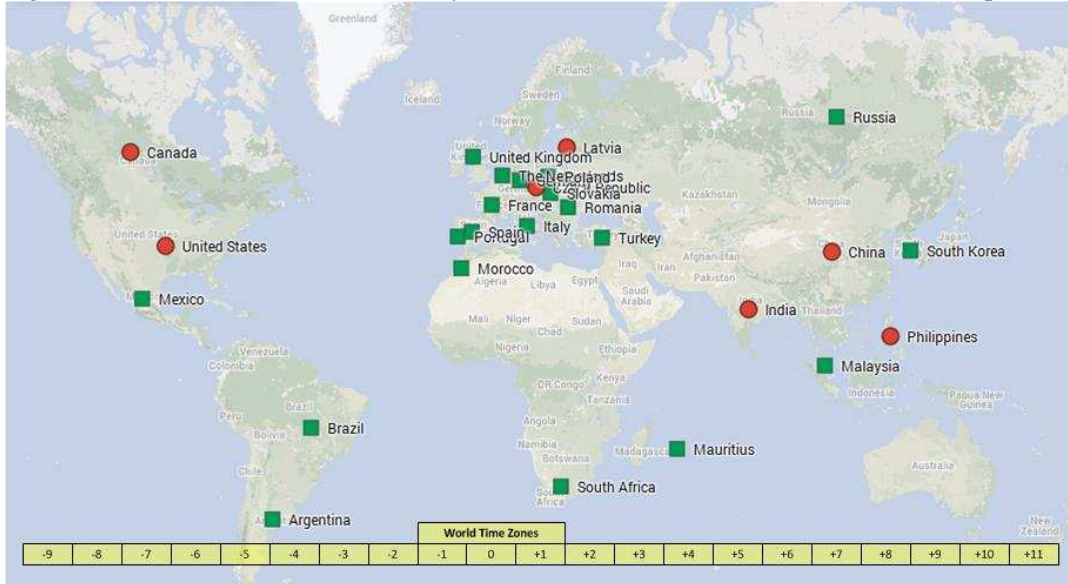 Greenland
Iceland
Finland
Sweden
Norway
Russia
Russia
Canada
Latvia
United Kingdom
Poland
Republic
Slovakia
Kazakhstan
Mongolia
France
Romania
United States
United States
Spain
Italy
Portugal
Turkey
Afghanistan
China
South Korea
Japan
Iraq
Iran
Pakistan
Morocco
Algeria
Libya
Egypt
Saudi
Arabia
Mexico
India
Thailand
Mali
Niger
Chad
Sudan
Nigeria
Ethiopia
Philippines
Venezuela
Colombia
Malaysia
DR Congo
Kenya
Indonesia
Papua New
Guinea
Tanzania
Brazil
Peru
Brazil
Bolivia
Angola
Namibia
Madagascar
Mauritius
Botswana
Chile
Australia
South Africa
Argentina
New
Zealand
World Time Zones
-9 -8 -7 -6 -5 -4 -3 -2 -1 0 +1 +2 +3 +4 +5 +6 +7 +8 +9 +10 +11